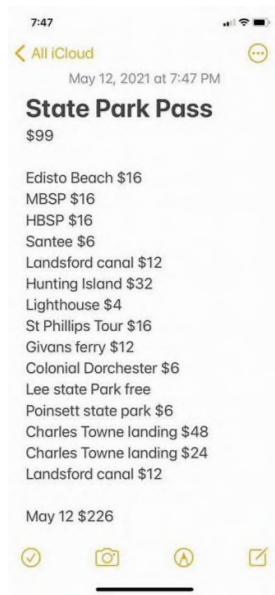 7:47
All iCloud
May 12, 2021 at 7:47 PM
State Park Pass
$99
Edisto Beach $16
MBSP $16
HBSP $16
Santee $6
Landsford canal $12
Hunting Island $32
Lighthouse $4
St Phillips Tour $16
Givans ferry $12
Colonial Dorchester $6
Lee state Park free
Poinsett state park $6
Charles Towne landing $48
Charles Towne landing $24
Landsford canal $12
May 12 $226